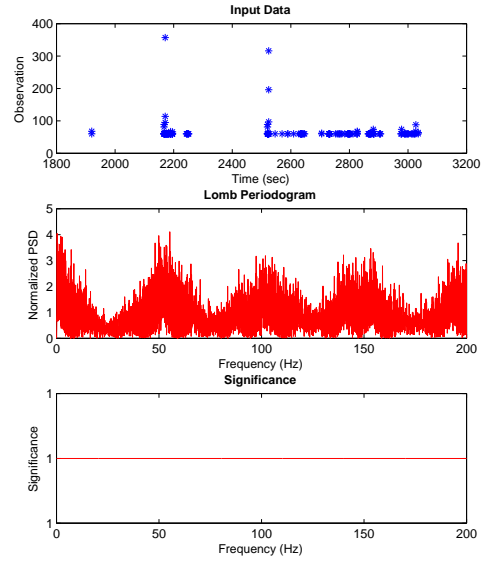 Input Data
400
300
200
100
0
Observation
1800 2000 2200 2400 2600 2800 3000 3200
Time (sec)
Lomb Periodogram
5
4
3
2
1
0
Normalized PSD
0 50 100 150 200
Frequency (Hz)
Significance
1
1
1
Significance
0 50 100 150 200
Frequency (Hz)